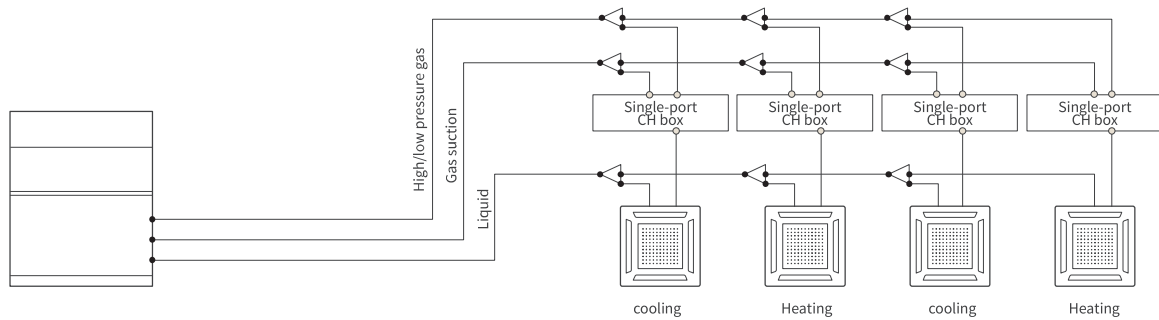 High/low pressure gas
Gas suction
Liquid
Single-port
CH box
Single-port
CH box
Single-port
CH box
Single-port
CH box
cooling
Heating
cooling
Heating